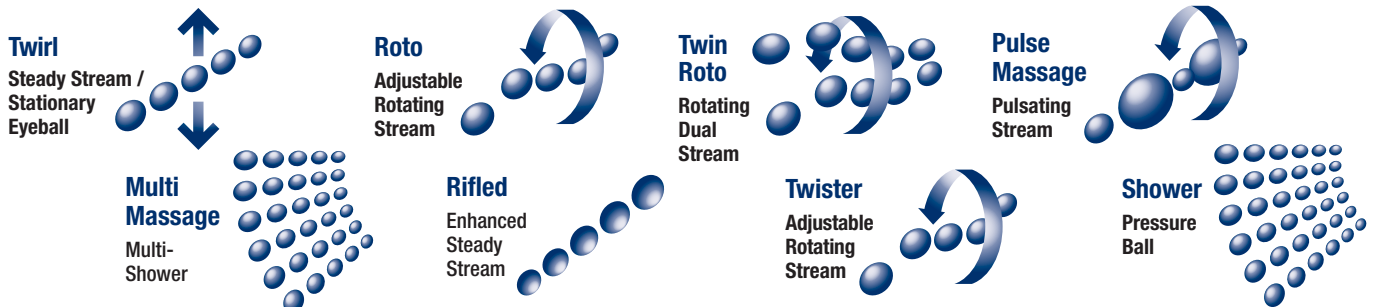 Twirl
Steady Stream /
Stationary
Eyeball
Roto
Adjustable
Rotating
Stream
Twin
Roto
Rotating
Dual
Stream
Pulse
Massage
Pulsating
Stream
Multi
Massage
Multi-
Shower
Rifled
Enhanced
Steady
Stream
Twister
Adjustable
Rotating
Stream
Shower
Pressure
Ball